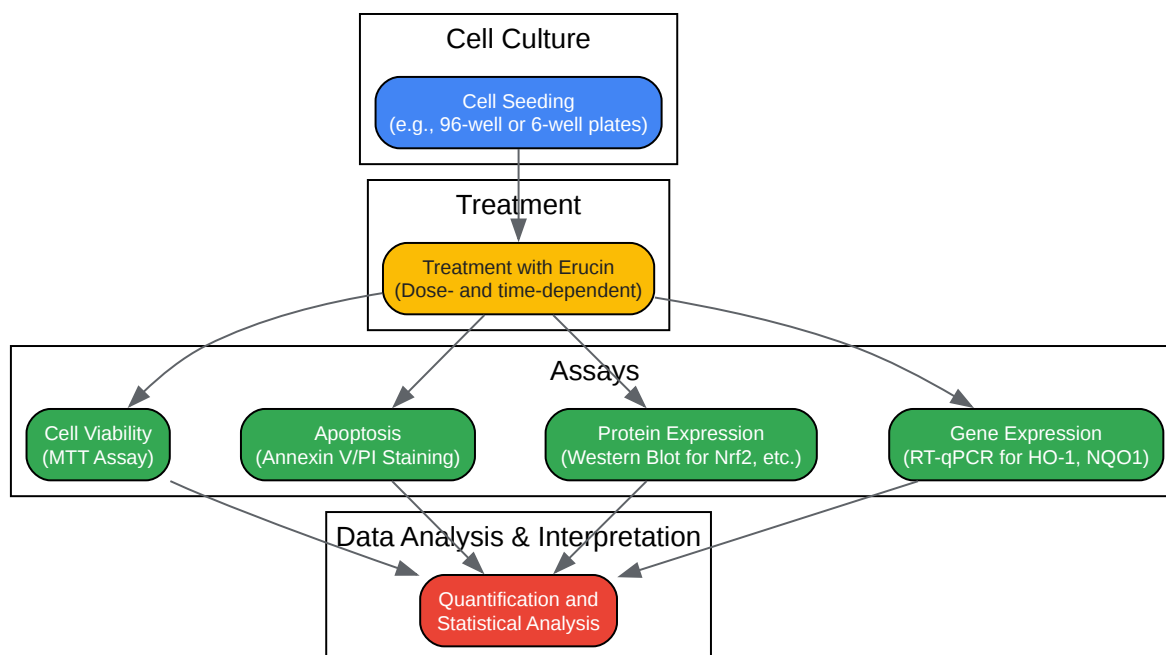 Cell Culture
Cell Seeding
(e.g., 96-well or 6-well plates)
Treatment
Treatment with Erucin
(Dose- and time-dependent)
Assays
Cell Viability
(MTT Assay)
Apoptosis
(Annexin V/PI Staining)
Protein Expression
(Western Blot for Nrf2, etc.)
Gene Expression
(RT-qPCR for HO-1, NQO1)
Data Analysis & Interpretation
Quantification and
Statistical Analysis